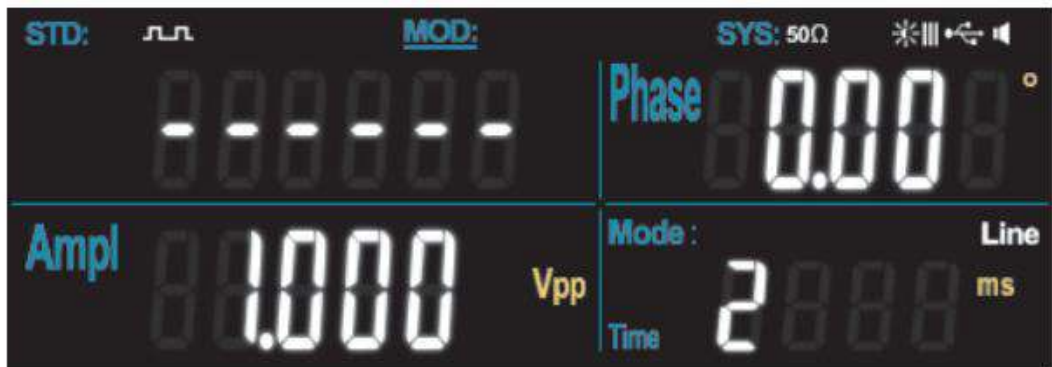 STD: MOD: SYS: 50Ω
- - - - - - Phase 0.00 °
Ampl 1.000 Vpp
Mode : Line
Time 2 ms